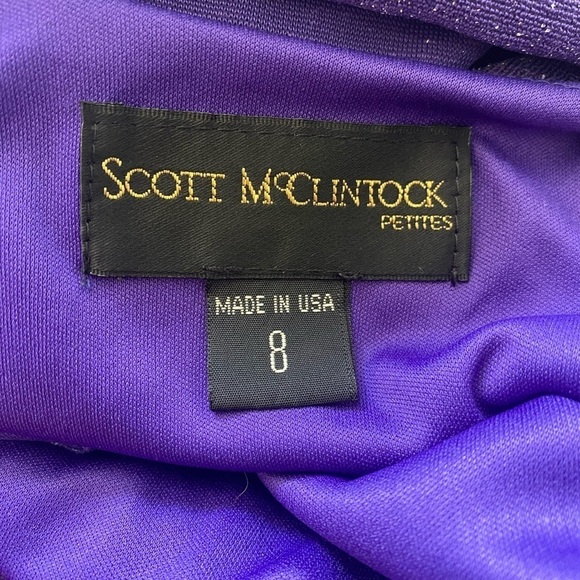 SCOTT McCLINTOCK
PETITES
MADE IN USA
8